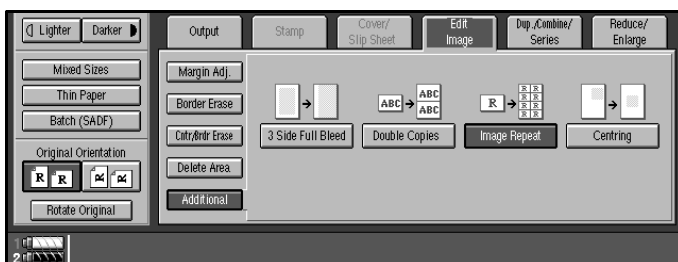 Lighter
Darker
Output
Stamp
Cover/
Slip Sheet
Edit
Image
Dup./Combine/
Series
Reduce/
Enlarge
Mixed Sizes
Thin Paper
Batch (SADF)
Original Orientation
R R
R R
Rotate Original
Margin Adj.
Border Erase
Cntr/Brdr Erase
Delete Area
Additional
ABC
ABC
ABC
R
R R
R R
R R
R R
3 Side Full Bleed
Double Copies
Image Repeat
Centring
1
2